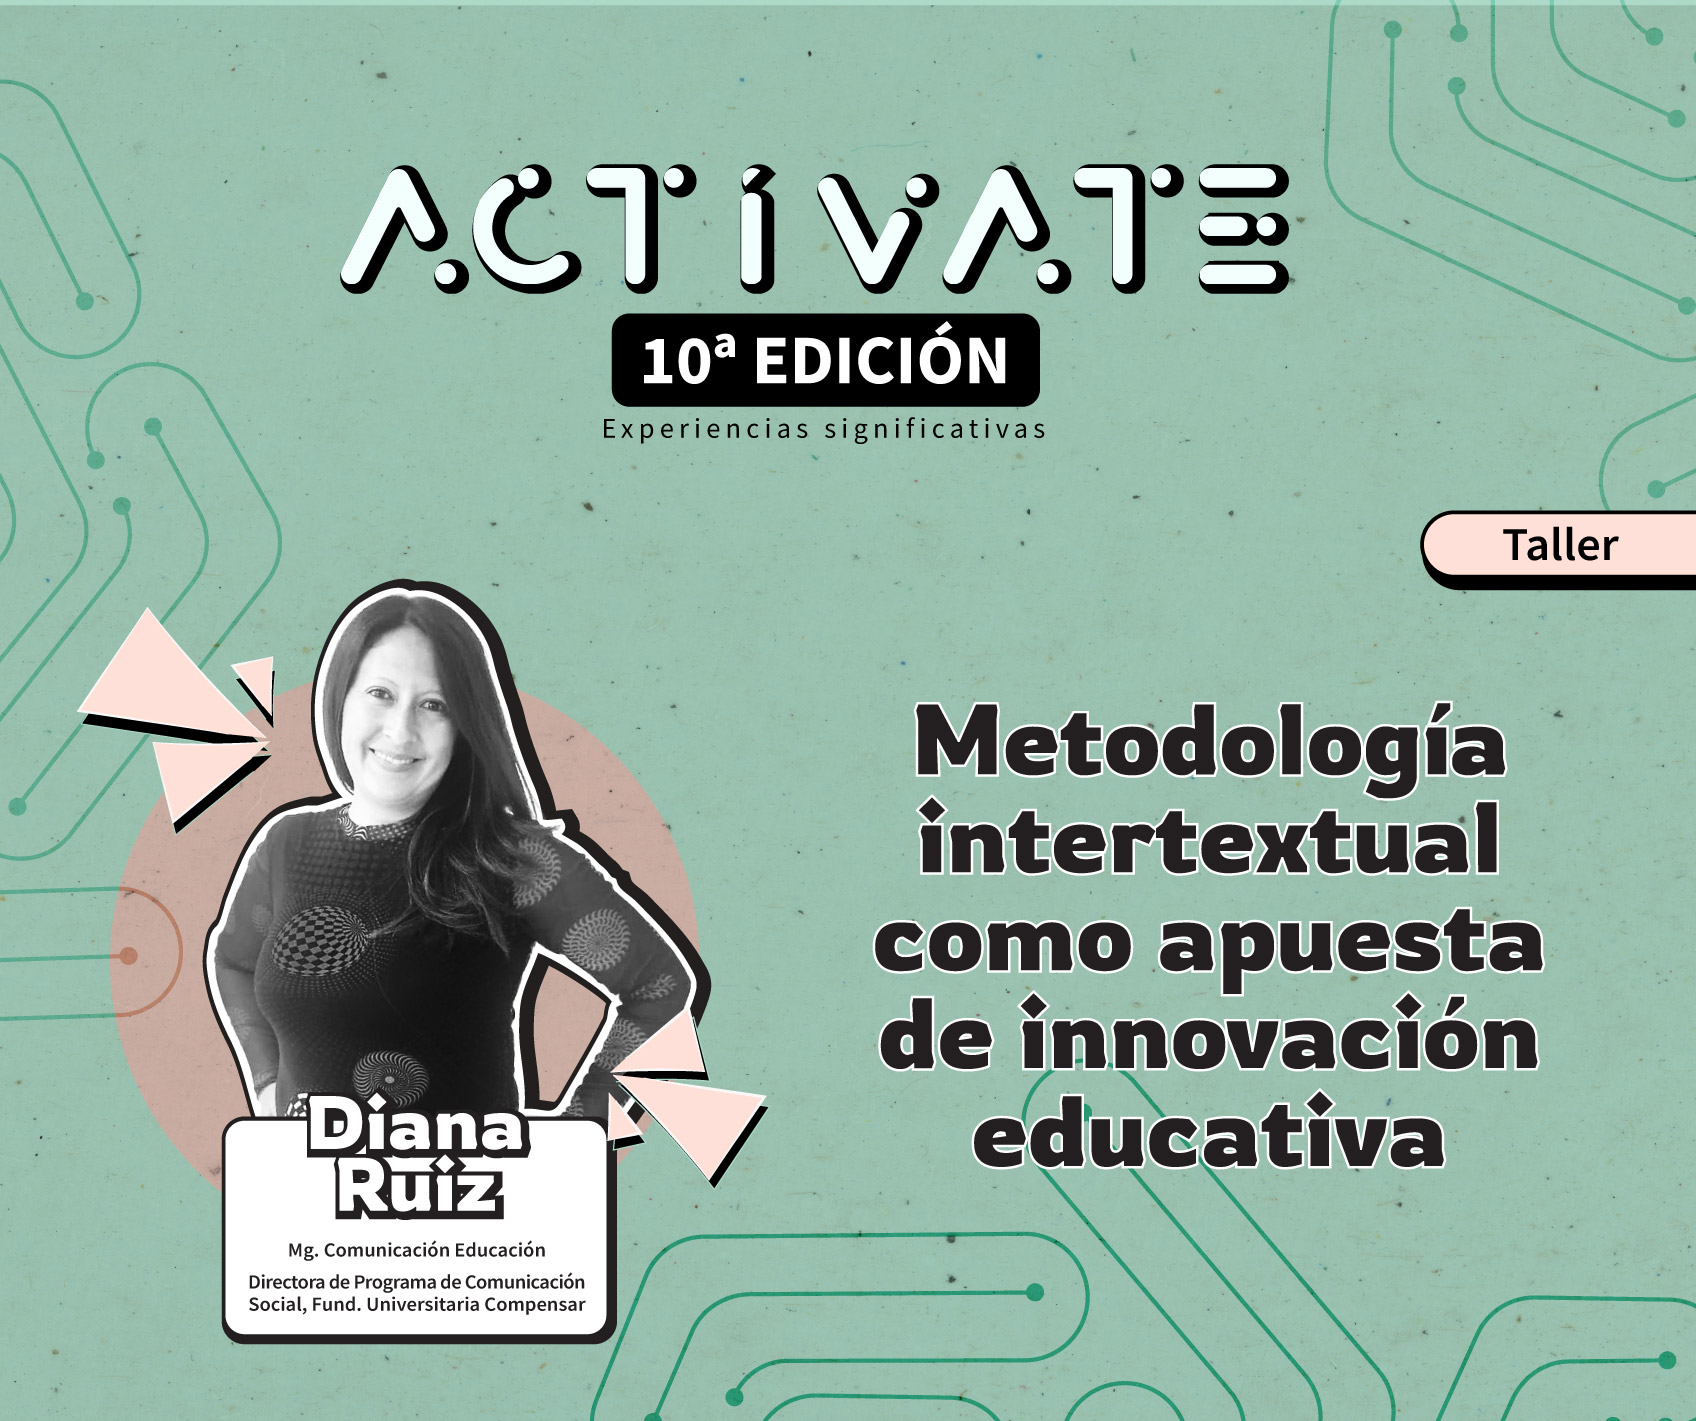 ACTÍVATE
10ª EDICIÓN
Experiencias significativas
Taller
Metodología
intertextual
como apuesta
de innovación
educativa
Diana
Ruiz
Mg. Comunicación Educación
Directora de Programa de Comunicación
Social, Fund. Universitaria Compensar